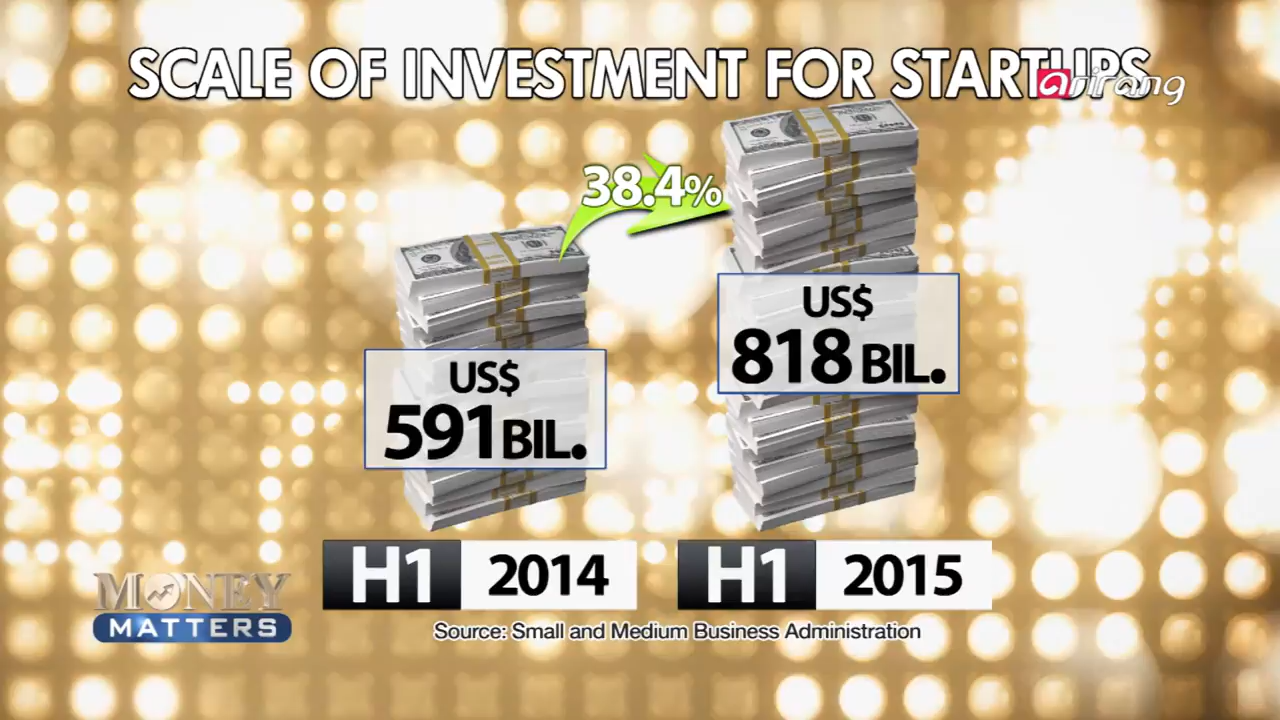 SCALE OF INVESTMENT FOR STARTUPS
arirang
38.4%
US$
591 BIL.
US$
818 BIL.
H1 2014
H1 2015
MONEY
MATTERS
Source: Small and Medium Business Administration